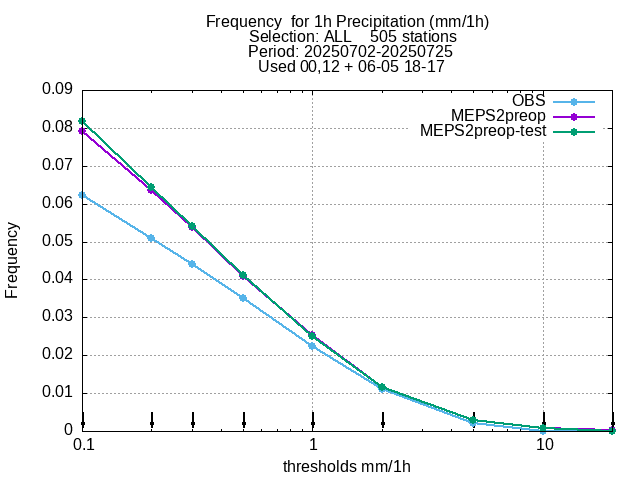 Frequency  for 1h Precipitation (mm/1h)
Selection: ALL    505 stations
Period: 20250702-20250725
Used 00,12 + 06-05 18-17
OBS
MEPS2preop
MEPS2preop-test
0.09
0.08
0.07
0.06
0.05
0.04
0.03
0.02
0.01
0
Frequency
0.1
1
10
thresholds mm/1h